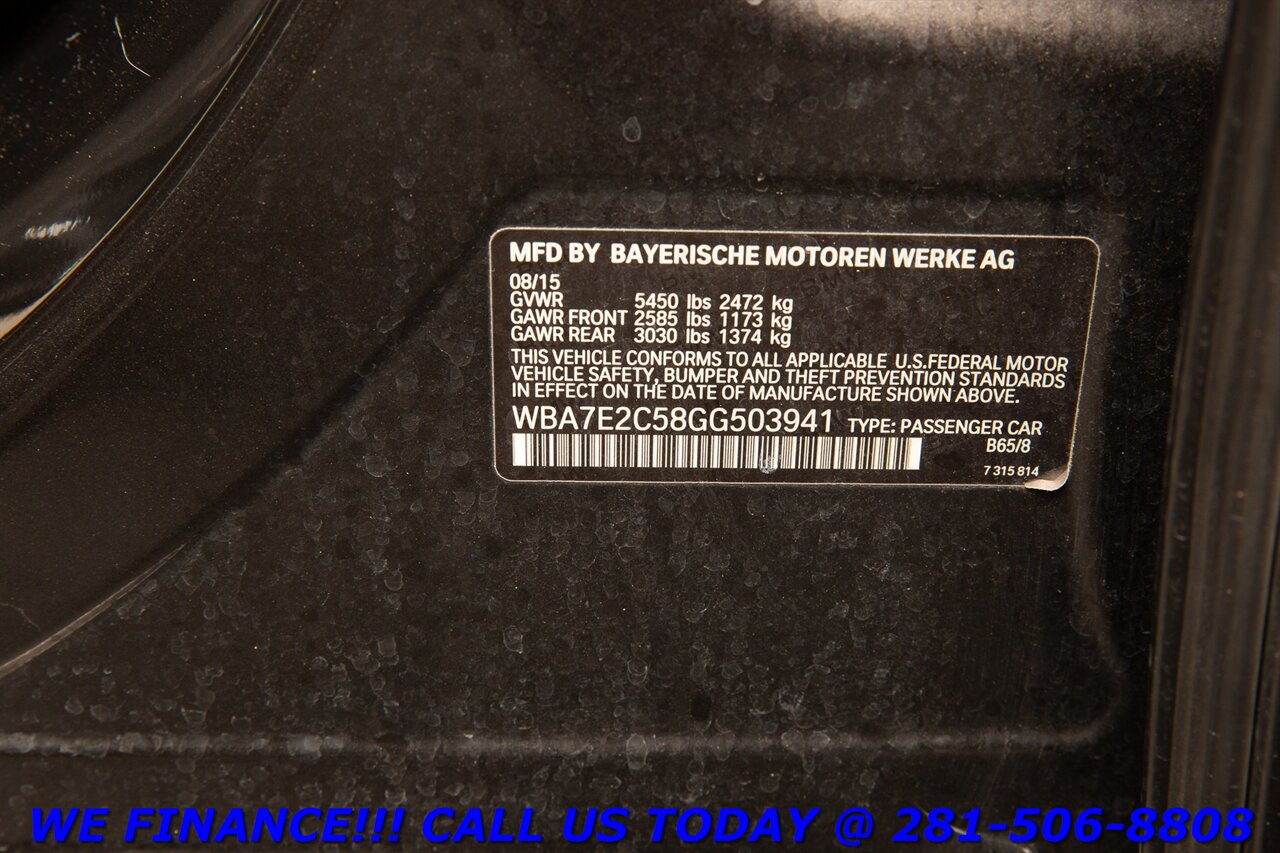 MFD BY BAYERISCHE MOTOREN WERKE AG
08/15
GVWR 5450 lbs 2472 kg
GAWR FRONT 2585 lbs 1173 kg
GAWR REAR 3030 lbs 1374 kg
THIS VEHICLE CONFORMS TO ALL APPLICABLE U.S.FEDERAL MOTOR
VEHICLE SAFETY, BUMPER AND THEFT PREVENTION STANDARDS
IN EFFECT ON THE DATE OF MANUFACTURE SHOWN ABOVE.
WBA7E2C58GG503941 TYPE: PASSENGER CAR
B65/8
7 315 814
WE FINANCE!!! CALL US TODAY @ 281-506-8808